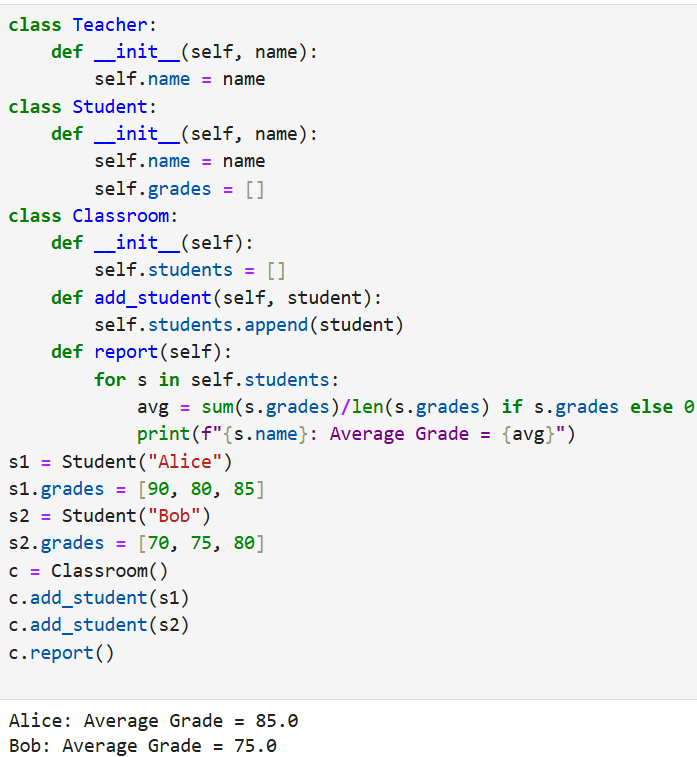 class Teacher:
    def __init__(self, name):
        self.name = name
class Student:
    def __init__(self, name):
        self.name = name
        self.grades = []
class Classroom:
    def __init__(self):
        self.students = []
    def add_student(self, student):
        self.students.append(student)
    def report(self):
        for s in self.students:
            avg = sum(s.grades)/len(s.grades) if s.grades else 0
            print(f"{s.name}: Average Grade = {avg}")
s1 = Student("Alice")
s1.grades = [90, 80, 85]
s2 = Student("Bob")
s2.grades = [70, 75, 80]
c = Classroom()
c.add_student(s1)
c.add_student(s2)
c.report()
Alice: Average Grade = 85.0
Bob: Average Grade = 75.0